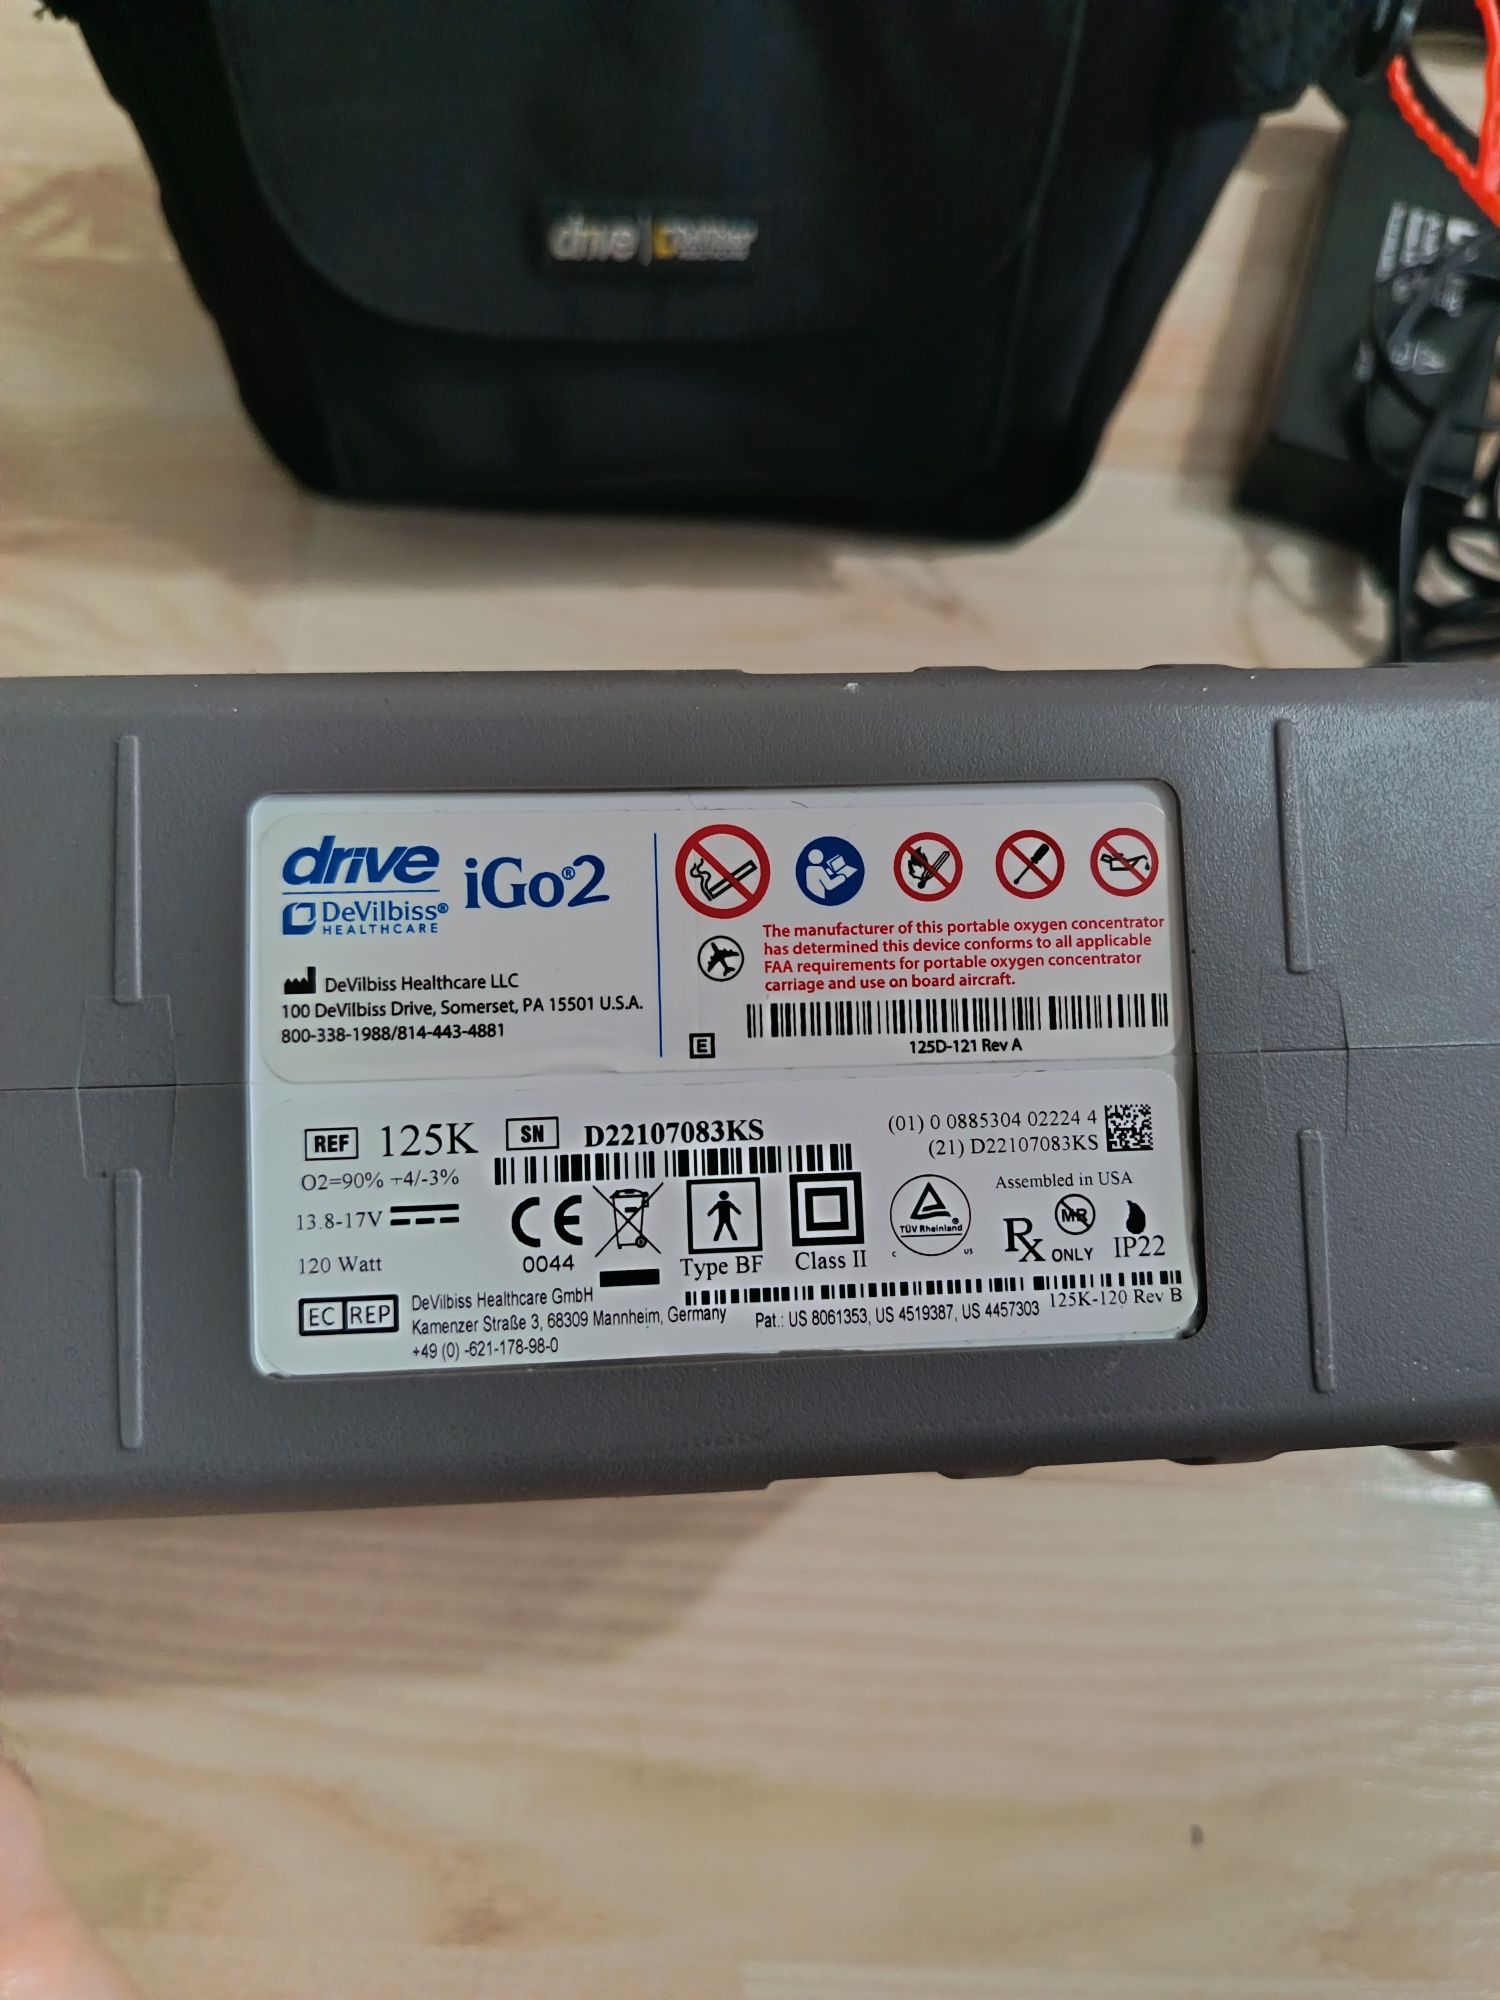 drive
drive
DeVilbiss®
HEALTHCARE
iGo®2
DeVilbiss Healthcare LLC
100 DeVilbiss Drive, Somerset, PA 15501 U.S.A.
800-338-1988/814-443-4881
The manufacturer of this portable oxygen concentrator
has determined this device conforms to all applicable
FAA requirements for portable oxygen concentrator
carriage and use on board aircraft.
E
125D-121 Rev A
REF 125K
SN D22107083KS
(01) 0 0885304 02224 4
(21) D22107083KS
O2=90% +4/-3%
13.8-17V
120 Watt
CE
0044
Type BF
Class II
TÜV Rheinland®
C US
Assembled in USA
Rx ONLY
MR
IP22
EC REP
DeVilbiss Healthcare GmbH
Kamenzer Straße 3, 68309 Mannheim, Germany
+49 (0) -621-178-98-0
Pat.: US 8061353, US 4519387, US 4457303
125K-120 Rev B